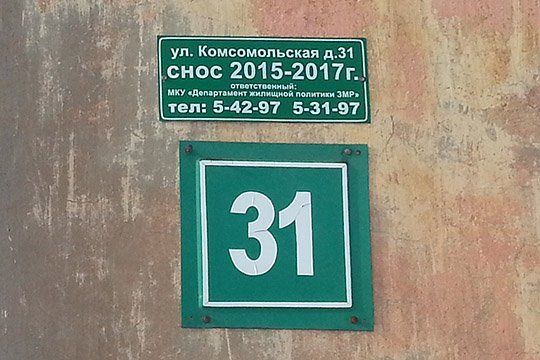 ул. Комсомольская д.31
снос 2015-2017г.
ответственный:
МКУ «Департамент жилищной политики ЗМР»
тел: 5-42-97 5-31-97
31